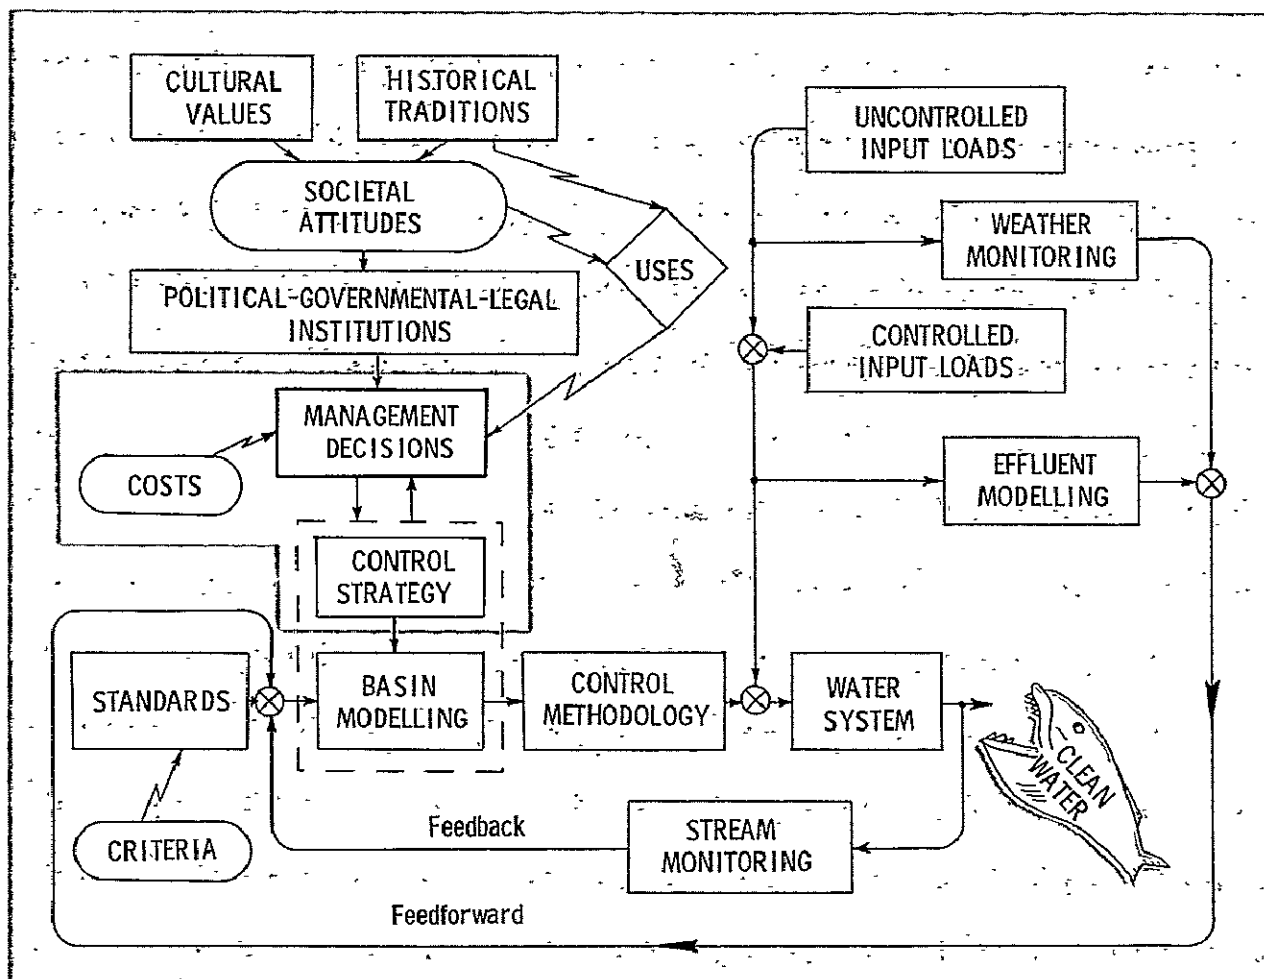 CULTURAL
VALUES
HISTORICAL
TRADITIONS
SOCIETAL
ATTITUDES
USES
POLITICAL-GOVERNMENTAL-LEGAL
INSTITUTIONS
MANAGEMENT
DECISIONS
COSTS
CONTROL
STRATEGY
UNCONTROLLED
INPUT LOADS
WEATHER
MONITORING
CONTROLLED
INPUT LOADS
EFFLUENT
MODELLING
STANDARDS
BASIN
MODELLING
CONTROL
METHODOLOGY
WATER
SYSTEM
CLEAN
WATER
CRITERIA
Feedback
STREAM
MONITORING
Feedforward